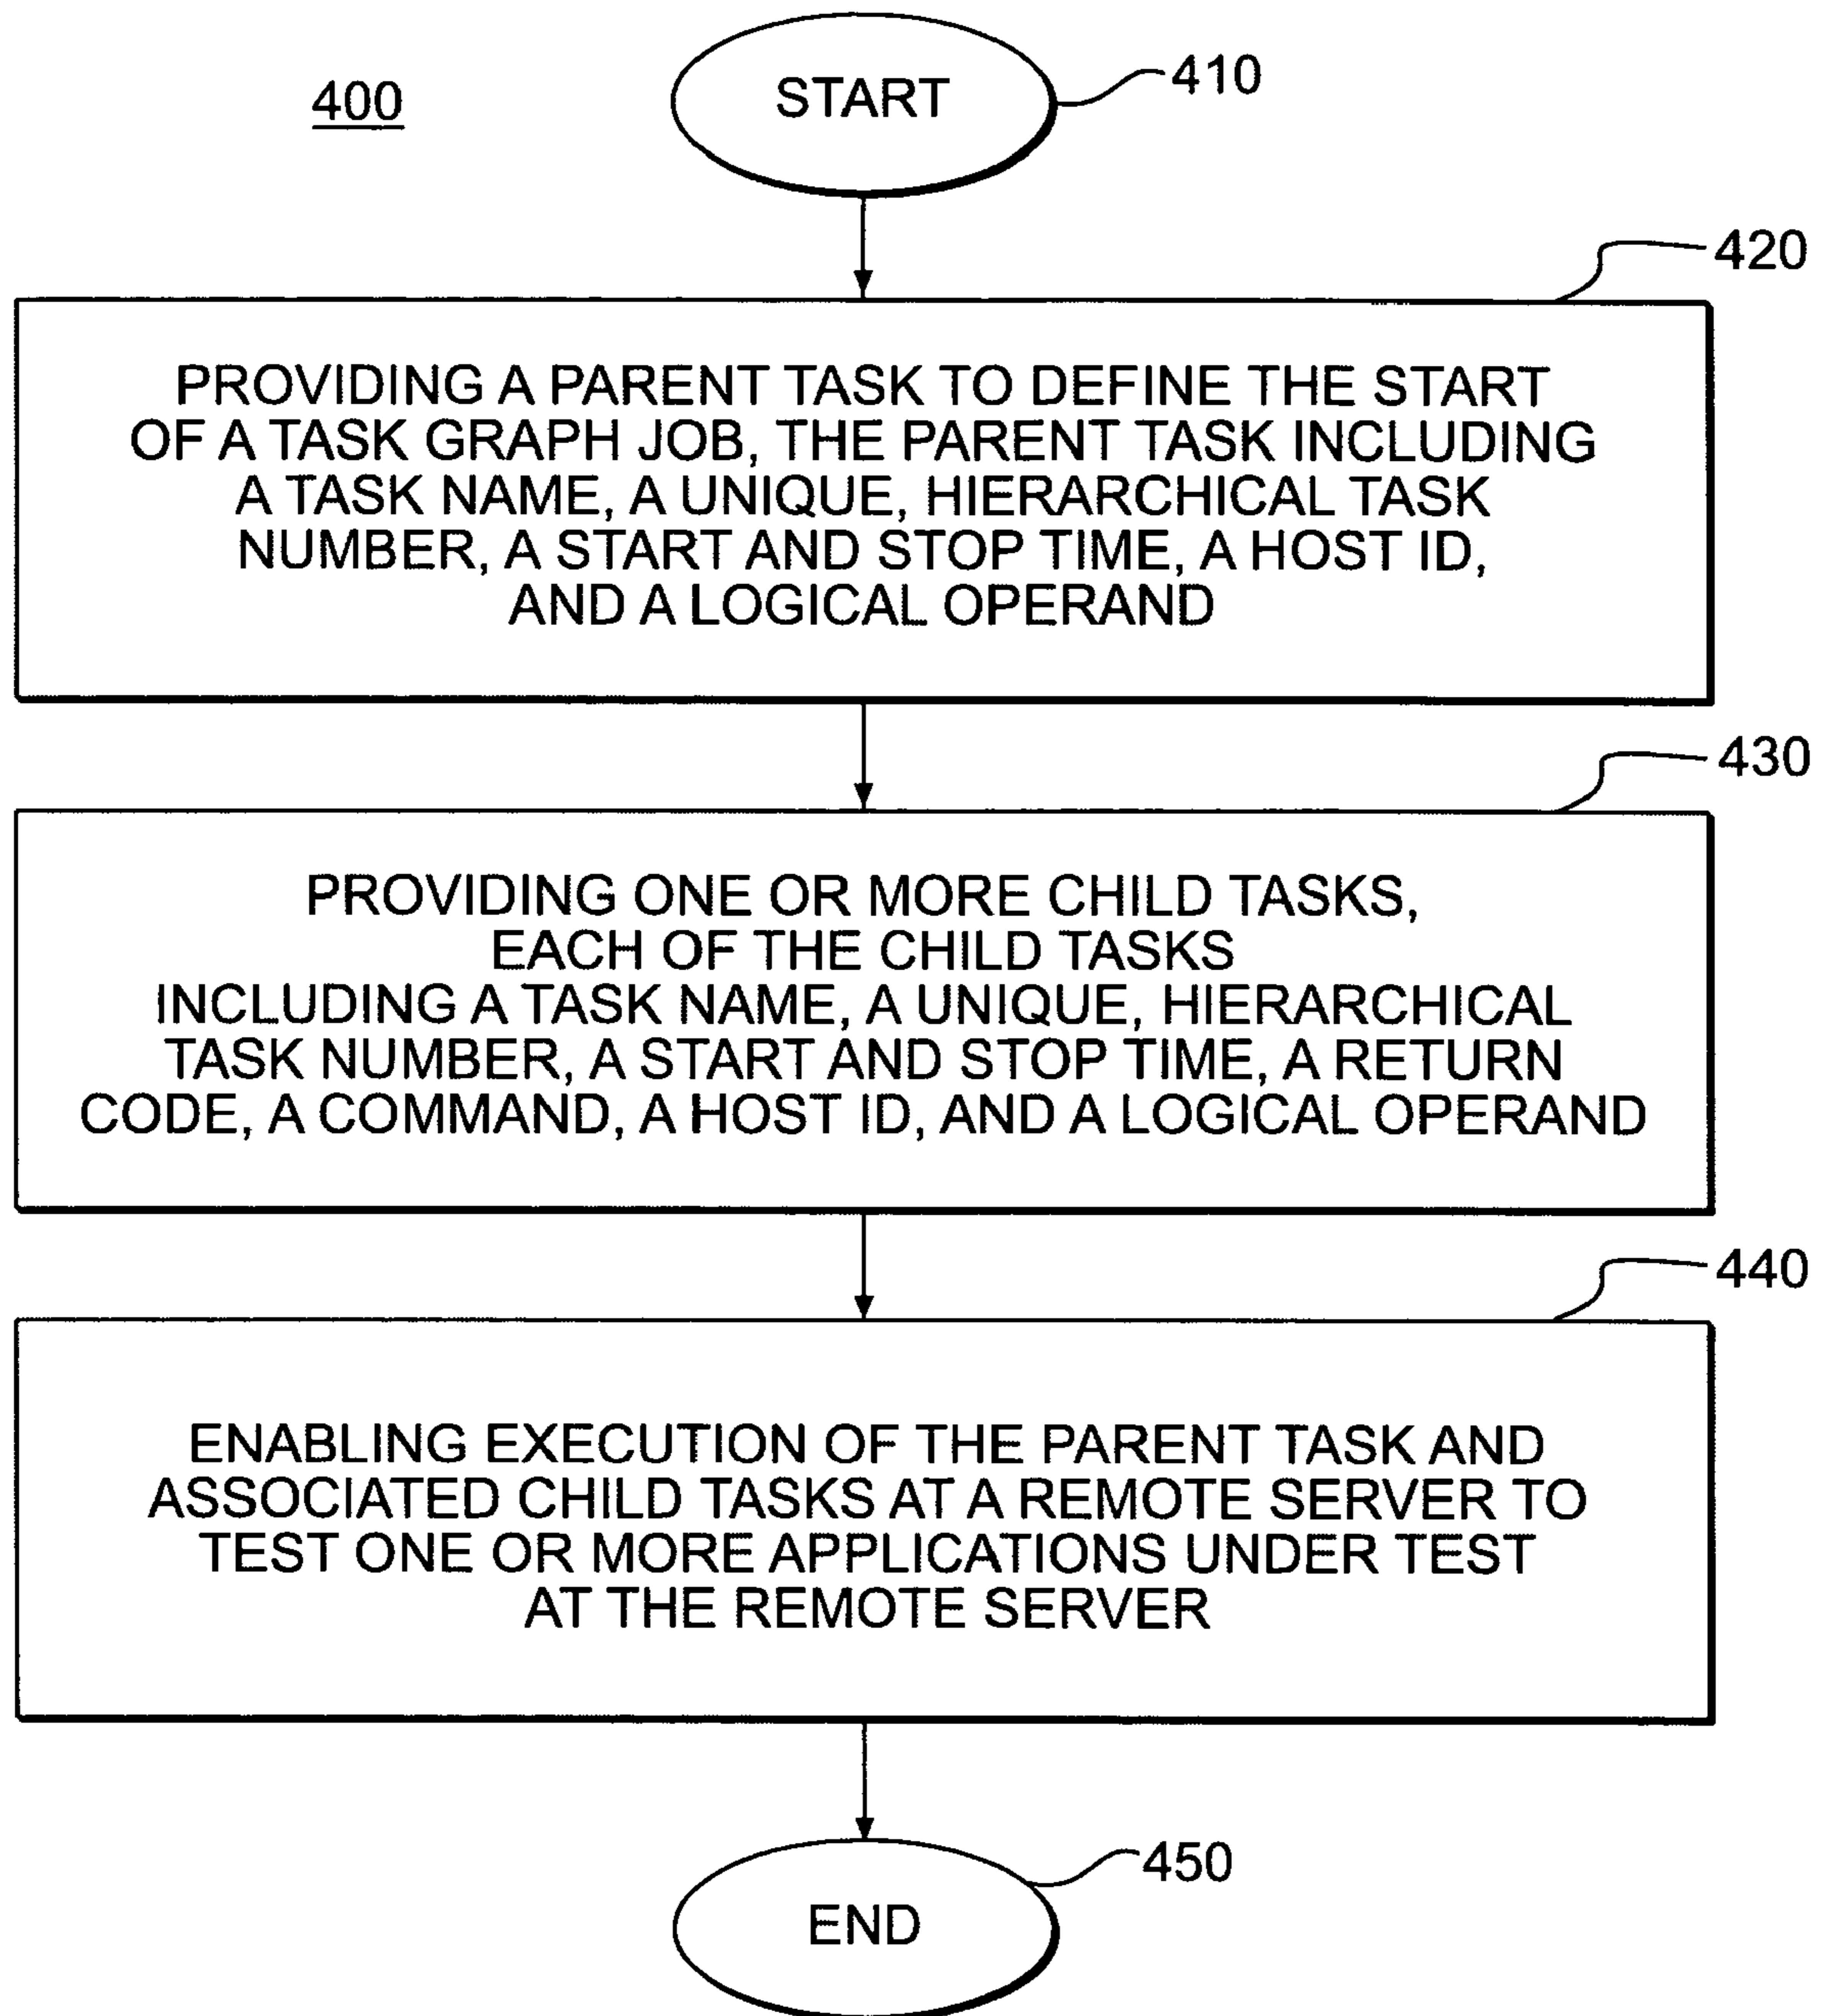 400
START
410
420
PROVIDING A PARENT TASK TO DEFINE THE START
OF A TASK GRAPH JOB, THE PARENT TASK INCLUDING
A TASK NAME, A UNIQUE, HIERARCHICAL TASK
NUMBER, A START AND STOP TIME, A HOST ID,
AND A LOGICAL OPERAND
430
PROVIDING ONE OR MORE CHILD TASKS,
EACH OF THE CHILD TASKS
INCLUDING A TASK NAME, A UNIQUE, HIERARCHICAL
TASK NUMBER, A START AND STOP TIME, A RETURN
CODE, A COMMAND, A HOST ID, AND A LOGICAL OPERAND
440
ENABLING EXECUTION OF THE PARENT TASK AND
ASSOCIATED CHILD TASKS AT A REMOTE SERVER TO
TEST ONE OR MORE APPLICATIONS UNDER TEST
AT THE REMOTE SERVER
450
END